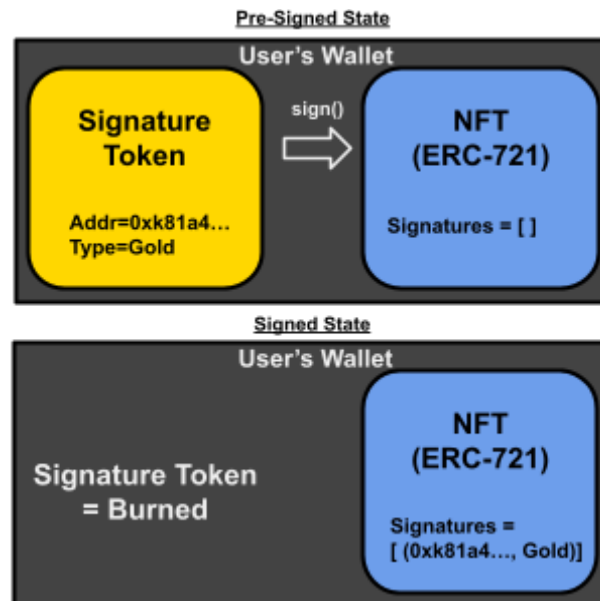 Pre-Signed State
User's Wallet
Signature
Token
Addr=0xk81a4...
Type=Gold
sign()
NFT
(ERC-721)
Signatures = [ ]
Signed State
User's Wallet
Signature Token
= Burned
NFT
(ERC-721)
Signatures =
[ (0xk81a4..., Gold)]